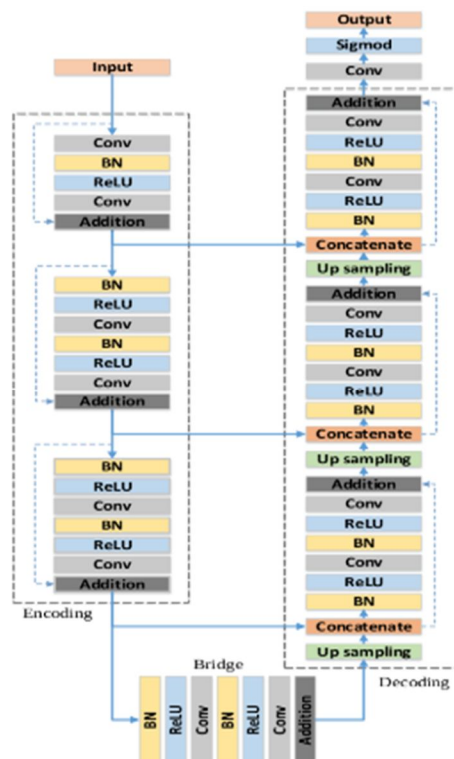 Input
Conv
BN
ReLU
Conv
Addition
BN
ReLU
Conv
BN
ReLU
Conv
Addition
BN
ReLU
Conv
BN
ReLU
Conv
Addition
Encoding
Bridge
BN
ReLU
Conv
BN
ReLU
Conv
Addition
Output
Sigmod
Conv
Addition
Conv
ReLU
BN
Conv
ReLU
BN
Concatenate
Up sampling
Addition
Conv
ReLU
BN
Conv
ReLU
BN
Concatenate
Up sampling
Addition
Conv
ReLU
BN
Conv
ReLU
BN
Concatenate
Up sampling
Decoding